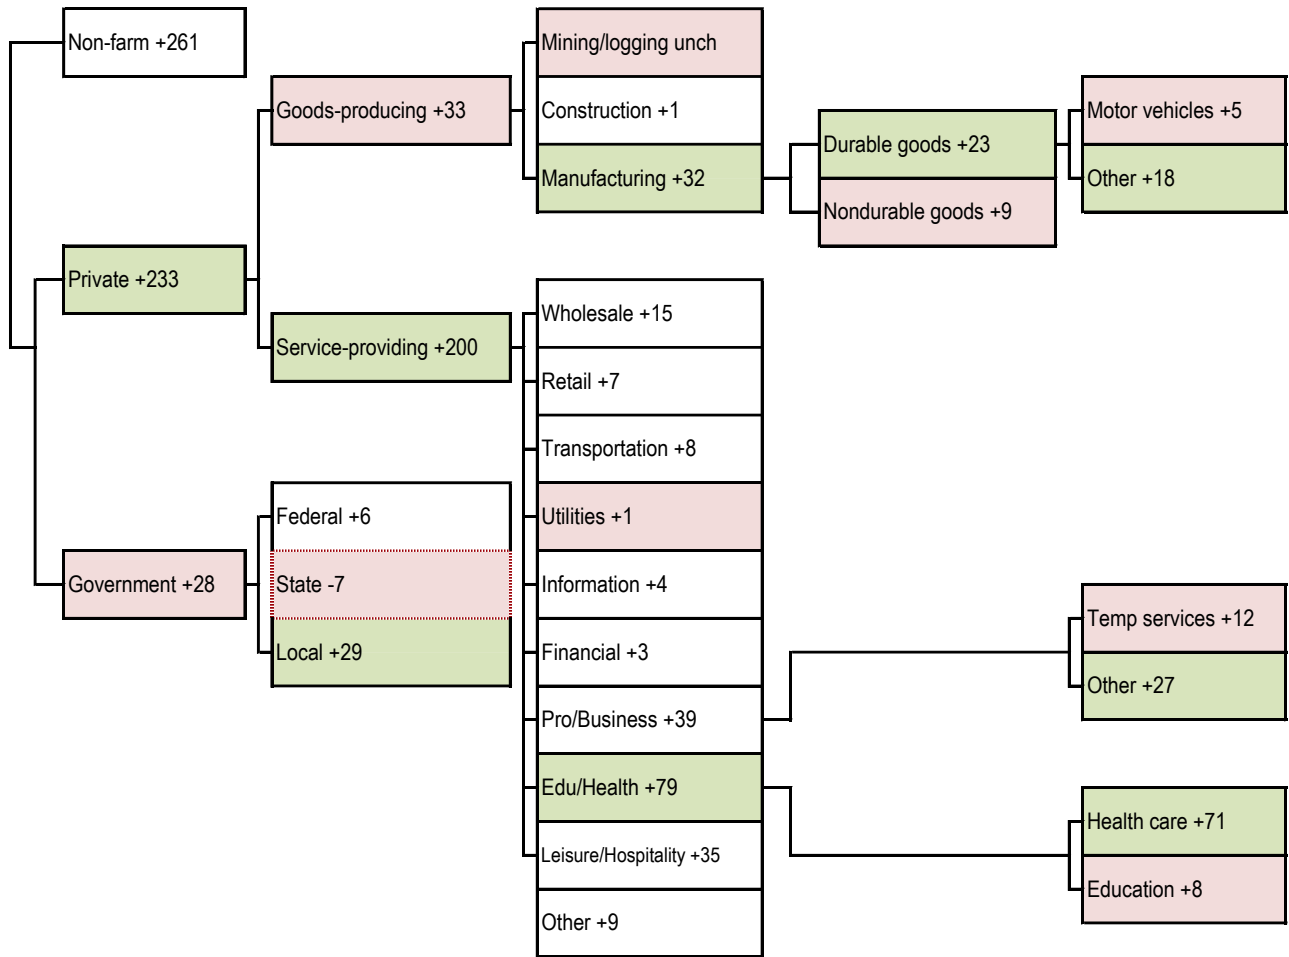 Non-farm +261
Private +233
Government +28
Goods-producing +33
Service-providing +200
Federal +6
State -7
Local +29
Mining/logging unch
Construction +1
Manufacturing +32
Wholesale +15
Retail +7
Transportation +8
Utilities +1
Information +4
Financial +3
Pro/Business +39
Edu/Health +79
Leisure/Hospitality +35
Other +9
Durable goods +23
Nondurable goods +9
Motor vehicles +5
Other +18
Temp services +12
Other +27
Health care +71
Education +8